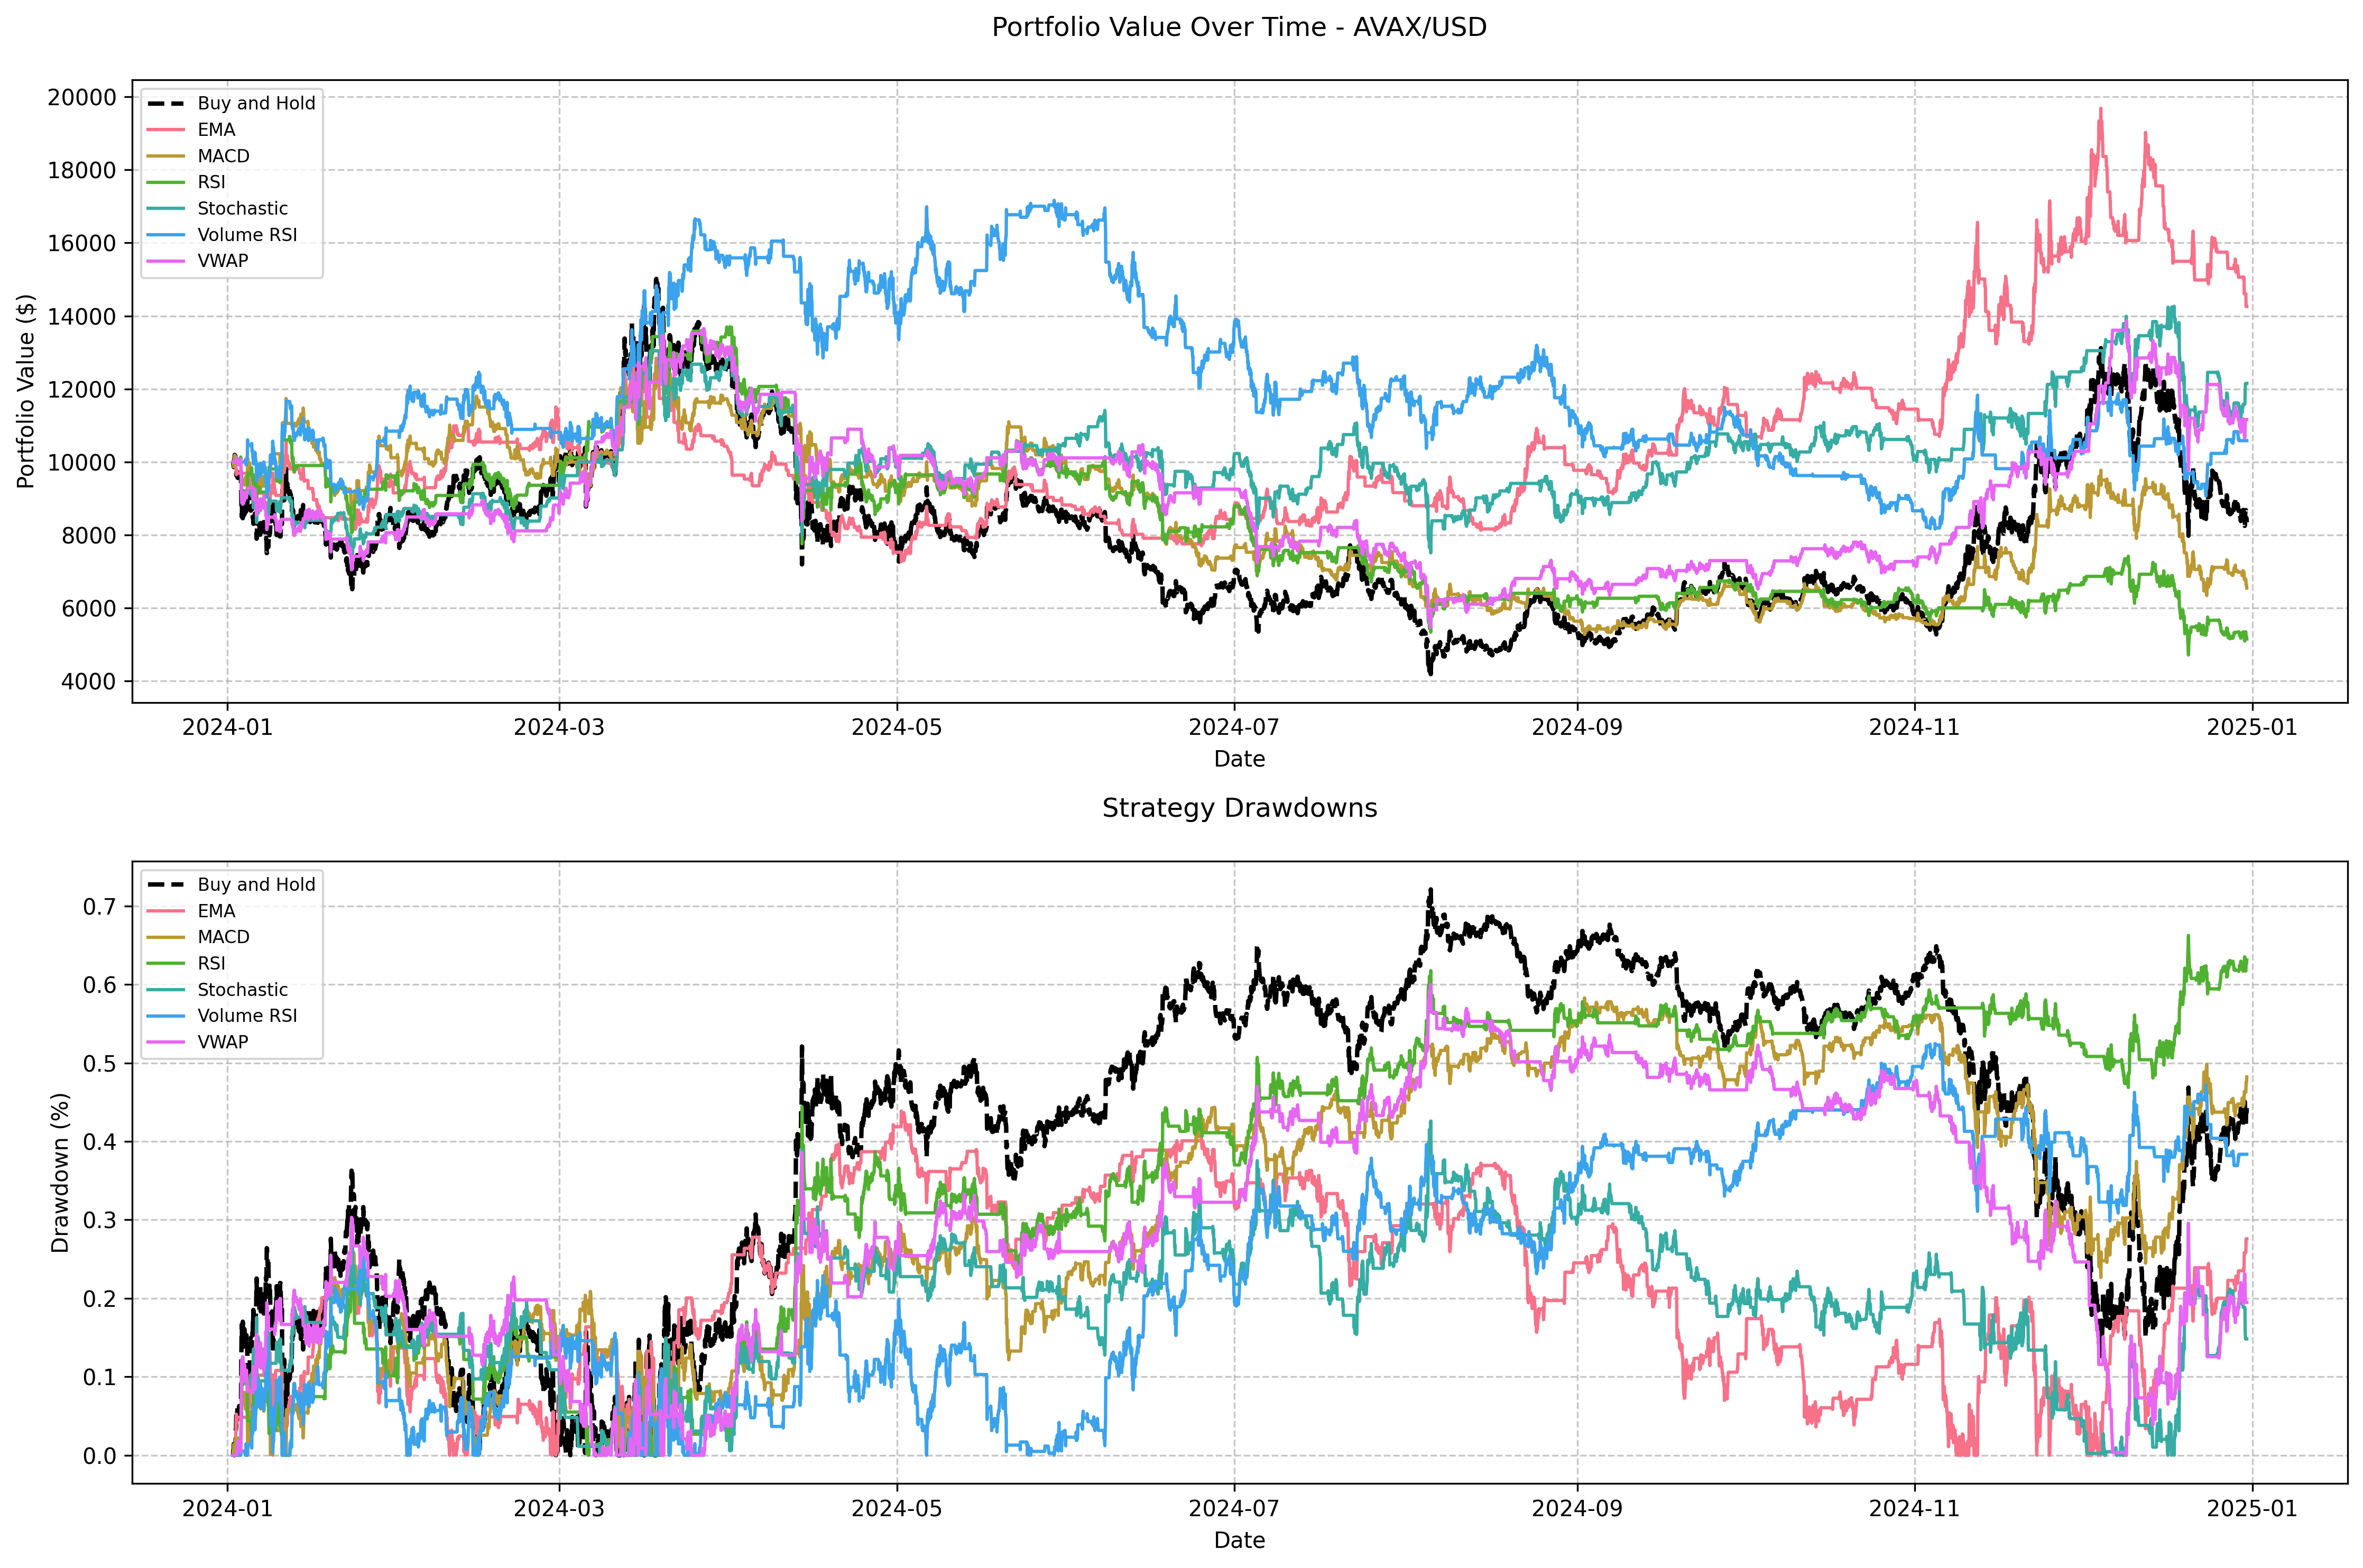 Portfolio Value Over Time - AVAX/USD
Portfolio Value ($)
20000
18000
16000
14000
12000
10000
8000
6000
4000
Buy and Hold
EMA
MACD
RSI
Stochastic
Volume RSI
VWAP
2024-01 2024-03 2024-05 2024-07 2024-09 2024-11 2025-01
Date
Strategy Drawdowns
Drawdown (%)
0.7
0.6
0.5
0.4
0.3
0.2
0.1
0.0
Buy and Hold
EMA
MACD
RSI
Stochastic
Volume RSI
VWAP
2024-01 2024-03 2024-05 2024-07 2024-09 2024-11 2025-01
Date